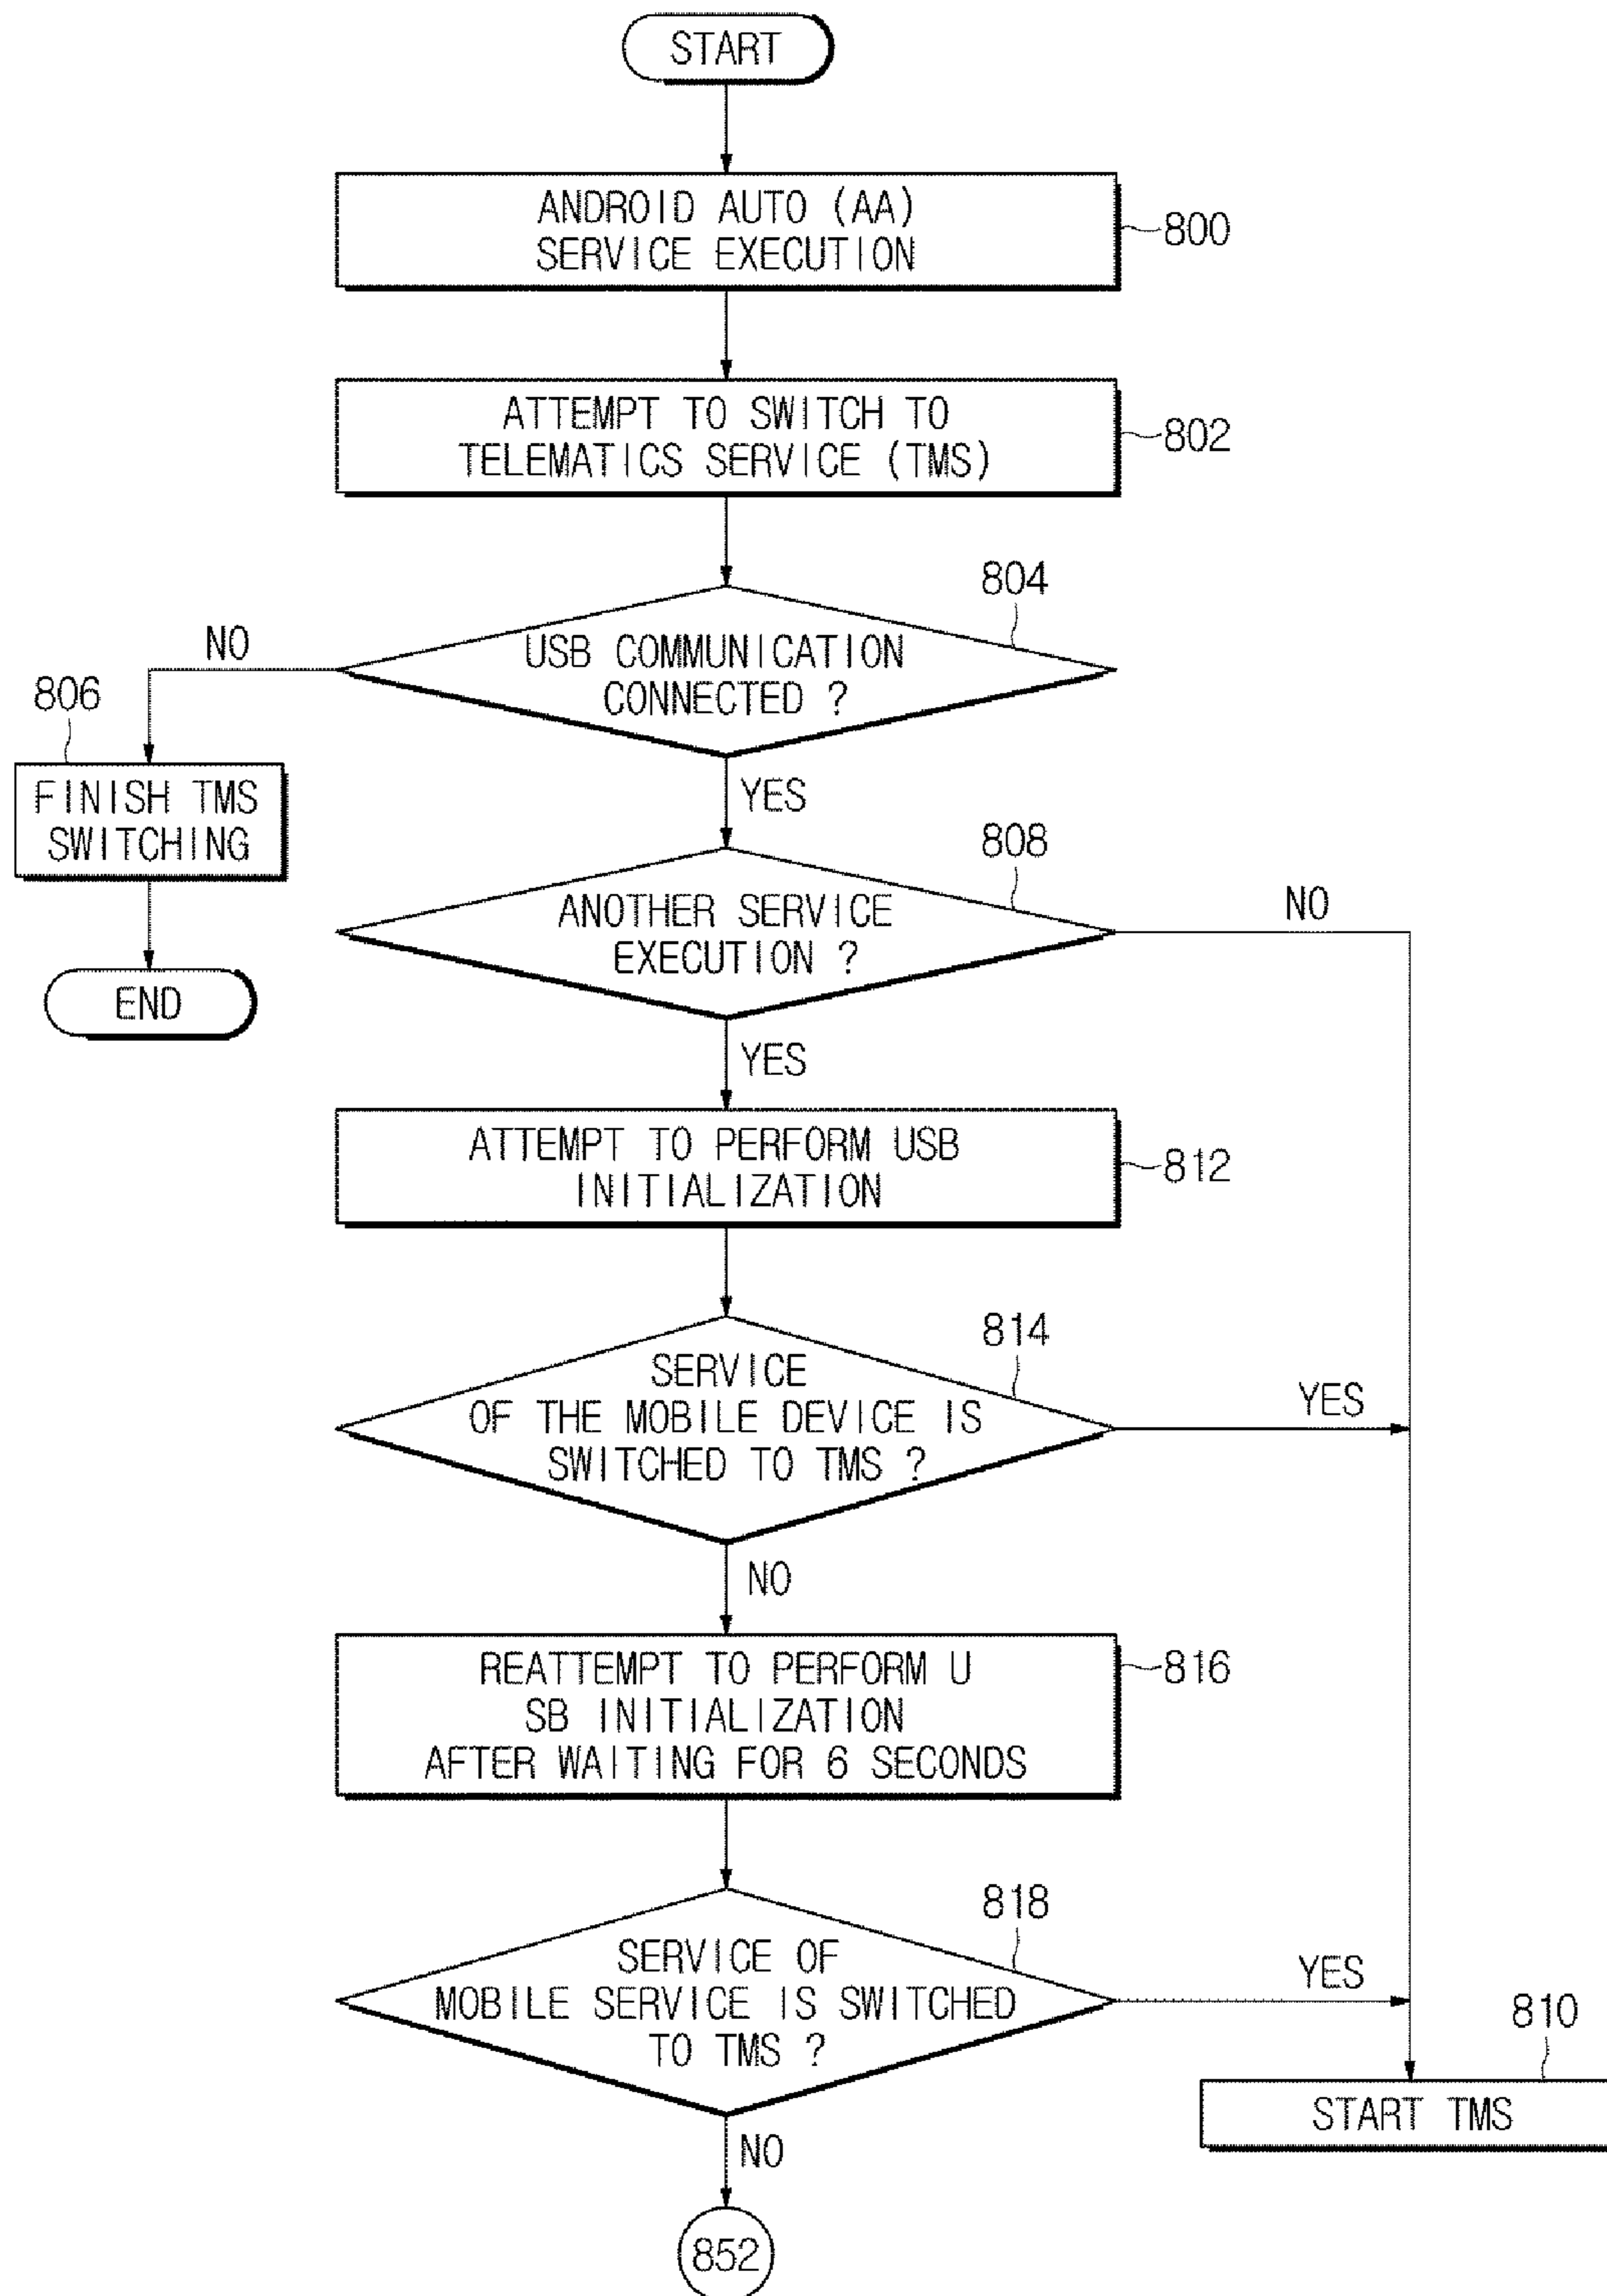 START
ANDROID AUTO (AA)
SERVICE EXECUTION
800
ATTEMPT TO SWITCH TO
TELEMATICS SERVICE (TMS)
802
804
USB COMMUNICATION
CONNECTED ?
NO
806
FINISH TMS
SWITCHING
END
YES
808
ANOTHER SERVICE
EXECUTION ?
NO
YES
ATTEMPT TO PERFORM USB
INITIALIZATION
812
814
SERVICE
OF THE MOBILE DEVICE IS
SWITCHED TO TMS ?
YES
NO
REATTEMPT TO PERFORM U
SB INITIALIZATION
AFTER WAITING FOR 6 SECONDS
816
818
SERVICE OF
MOBILE SERVICE IS SWITCHED
TO TMS ?
YES
810
START TMS
NO
852